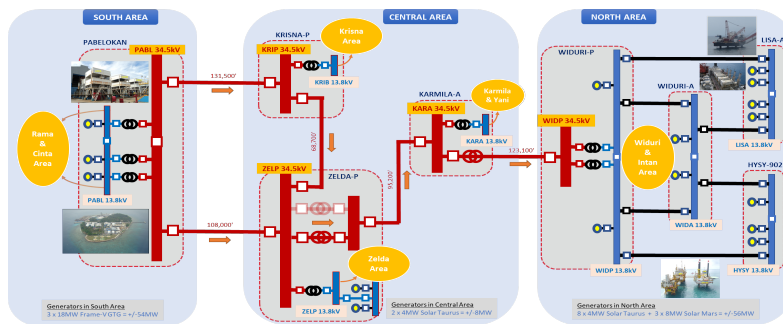 SOUTH AREA
PABELOKAN
PABL 34.5kV
Rama
&
Cinta
Area
PABL 13.8kV
Generators in South Area
3 x 18MW Frame-V GTG = +/-54MW
131,500'
108,000'
CENTRAL AREA
KRISNA-P
KRIP 34.5kV
Krisna
Area
KRIB 13.8kV
68,700'
ZELP 34.5kV
ZELDA-P
Zelda
Area
ZELP 13.8kV
95,200'
KARMILA-A
KARA 34.5kV
Karmila
& Yani
KARA 13.8kV
123,100'
Generators in Central Area
2 x 4MW Solar Taurus = +/-8MW
NORTH AREA
WIDURI-P
WIDP 34.5kV
Widuri
&
Intan
Area
WIDP 13.8kV
WIDURI-A
WIDA 13.8kV
LISA-A
LISA 13.8kV
HYSY-902
HYSY 13.8kV
Generators in North Area
8 x 4MW Solar Taurus + 3 x 8MW Solar Mars = +/-56MW